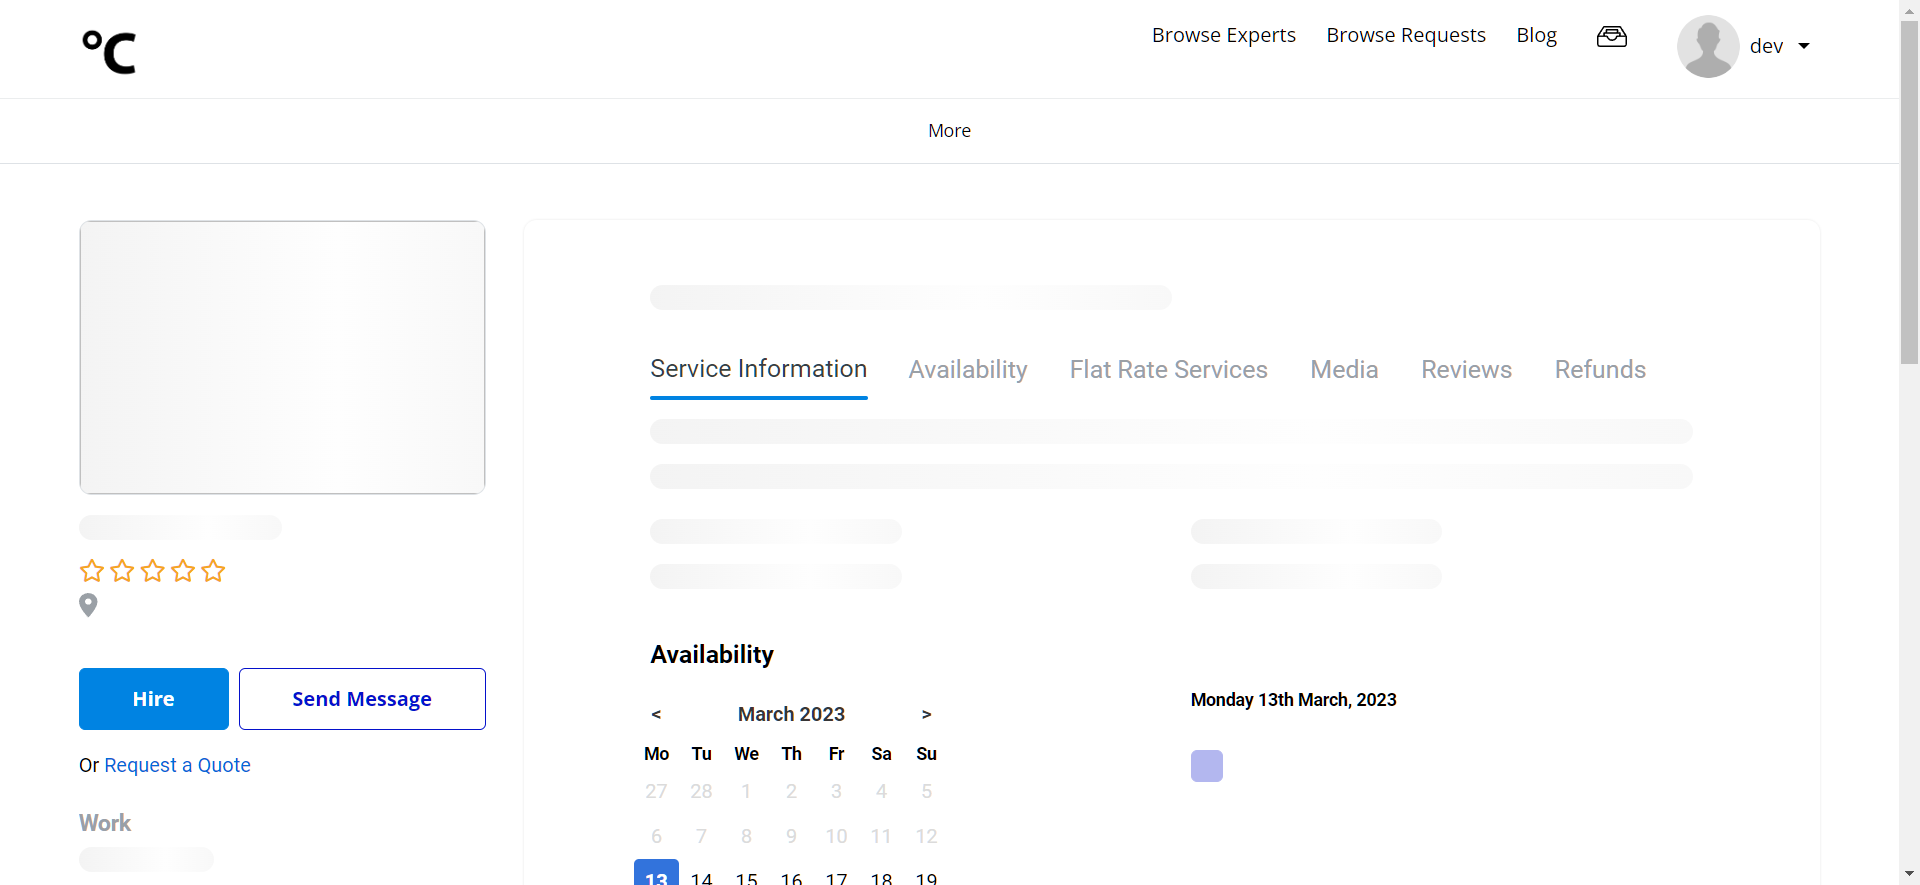 °C
Browse Experts Browse Requests Blog dev
More
Service Information Availability Flat Rate Services Media Reviews Refunds
Hire Send Message
Or Request a Quote
Work
Availability
< March 2023 >
Mo Tu We Th Fr Sa Su
27 28 1 2 3 4 5
6 7 8 9 10 11 12
13 14 15 16 17 18 19
Monday 13th March, 2023